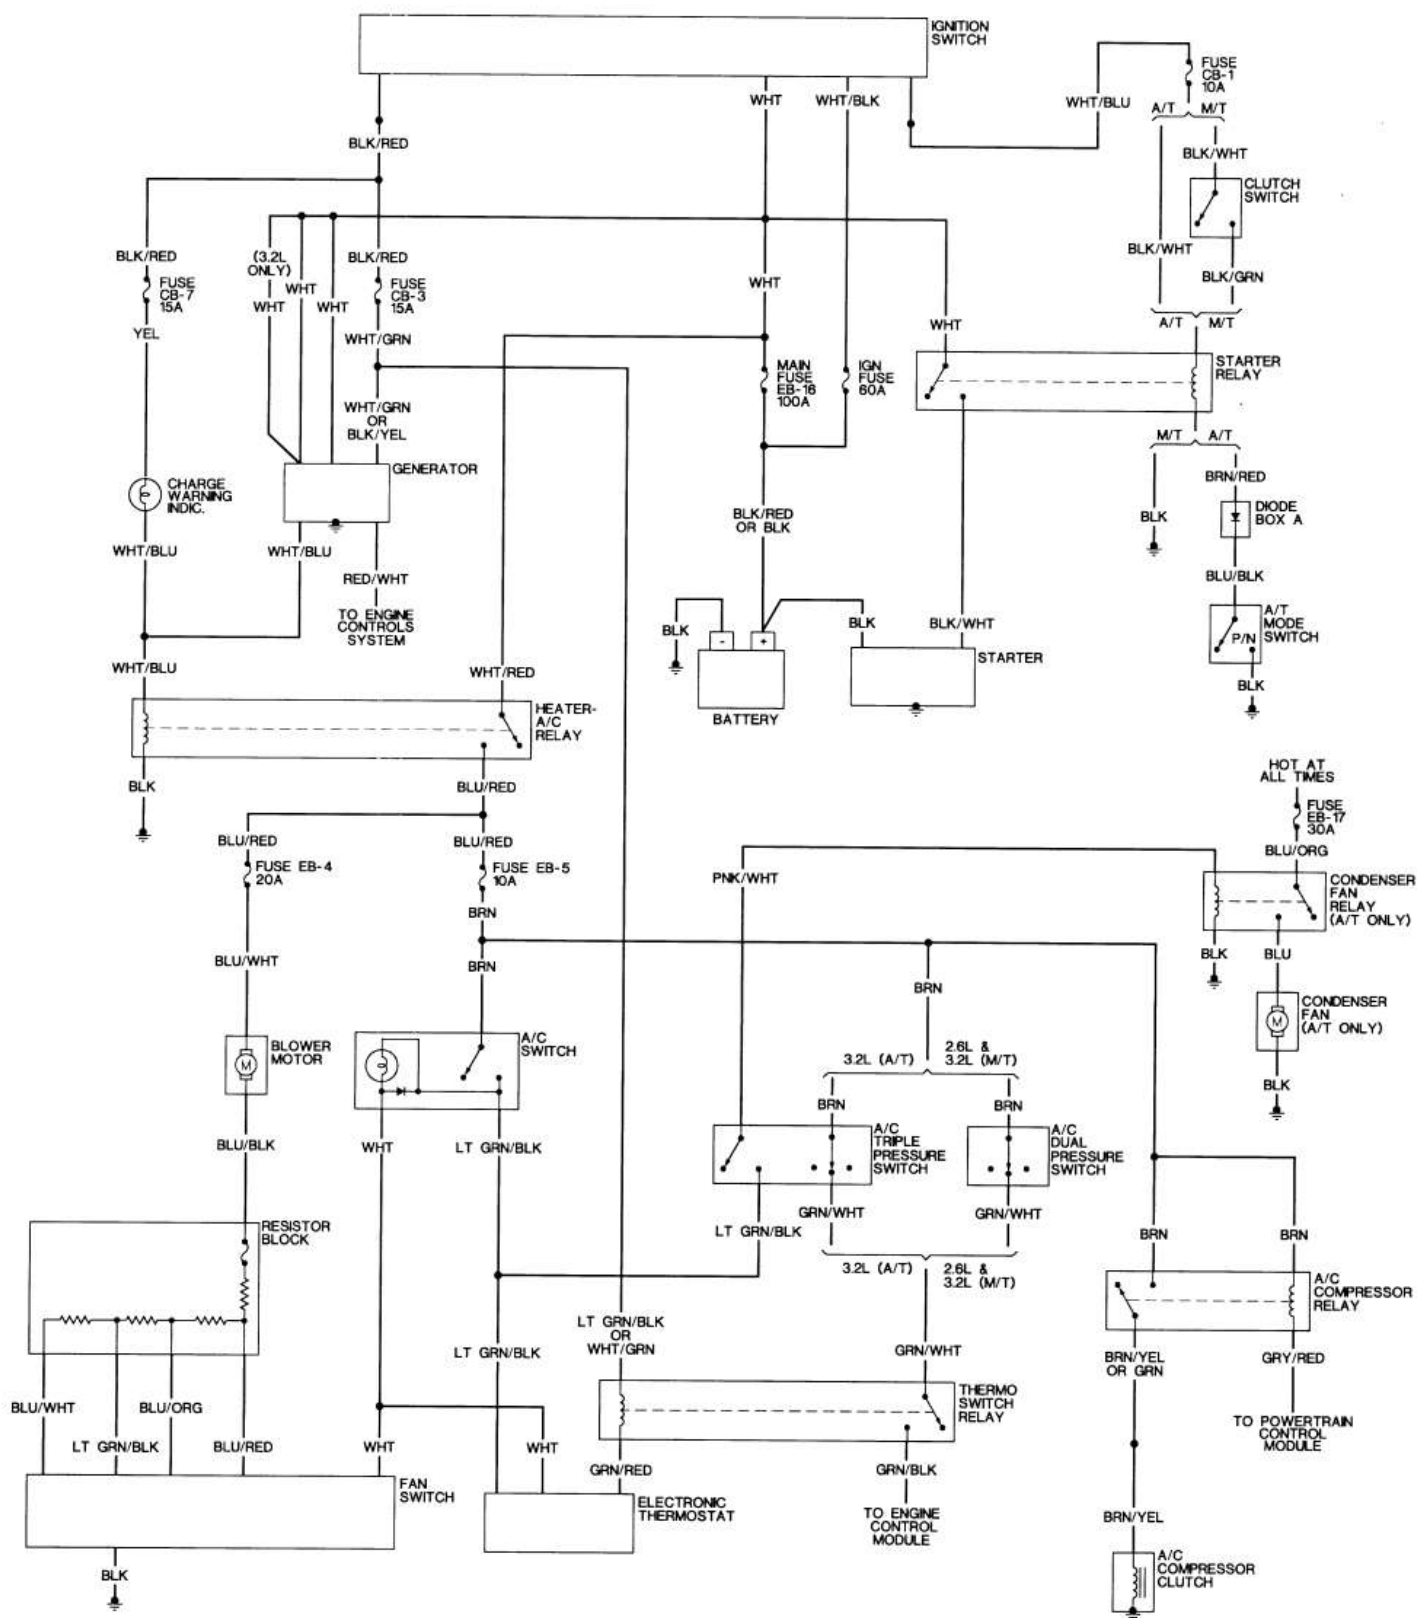 IGNITION
SWITCH
FUSE
CB-1
10A
WHT
WHT/BLK
WHT/BLU
A/T M/T
BLK/RED
BLK/WHT
CLUTCH
SWITCH
BLK/RED
(3.2L
ONLY)
BLK/RED
BLK/WHT
BLK/GRN
FUSE
CB-7
15A
WHT
WHT
WHT
FUSE
CB-3
15A
WHT
YEL
WHT/GRN
WHT
A/T M/T
STARTER
RELAY
MAIN
FUSE
EB-16
100A
IGN
FUSE
60A
WHT/GRN
OR
BLK/YEL
M/T A/T
GENERATOR
BRN/RED
CHARGE
WARNING
INDIC.
BLK/RED
OR BLK
BLK
DIODE
BOX A
WHT/BLU
WHT/BLU
RED/WHT
BLU/BLK
TO ENGINE
CONTROLS
SYSTEM
BLK
-
+
BLK
BLK/WHT
A/T
MODE
SWITCH
P/N
WHT/BLU
WHT/RED
STARTER
BLK
BATTERY
HEATER-
A/C
RELAY
BLK
BLU/RED
HOT AT
ALL TIMES
FUSE
EB-17
30A
BLU/RED
BLU/RED
BLU/ORG
FUSE EB-4
20A
FUSE EB-5
10A
PNK/WHT
CONDENSER
FAN
RELAY
(A/T ONLY)
BRN
BLU/WHT
BRN
BLK
BLU
BRN
CONDENSER
FAN
(A/T ONLY)
M
BLOWER
MOTOR
M
A/C
SWITCH
3.2L (A/T)
2.6L &
3.2L (M/T)
BLK
BRN
BRN
BLU/BLK
WHT
LT GRN/BLK
A/C
TRIPLE
PRESSURE
SWITCH
A/C
DUAL
PRESSURE
SWITCH
RESISTOR
BLOCK
LT GRN/BLK
GRN/WHT
GRN/WHT
BRN
BRN
3.2L (A/T)
2.6L &
3.2L (M/T)
A/C
COMPRESSOR
RELAY
LT GRN/BLK
LT GRN/BLK
OR
WHT/GRN
GRN/WHT
BRN/YEL
OR GRN
GRY/RED
BLU/WHT
BLU/ORG
THERMO
SWITCH
RELAY
TO POWERTRAIN
CONTROL
MODULE
LT GRN/BLK
BLU/RED
WHT
WHT
GRN/RED
GRN/BLK
FAN
SWITCH
ELECTRONIC
THERMOSTAT
TO ENGINE
CONTROL
MODULE
BRN/YEL
BLK
A/C
COMPRESSOR
CLUTCH